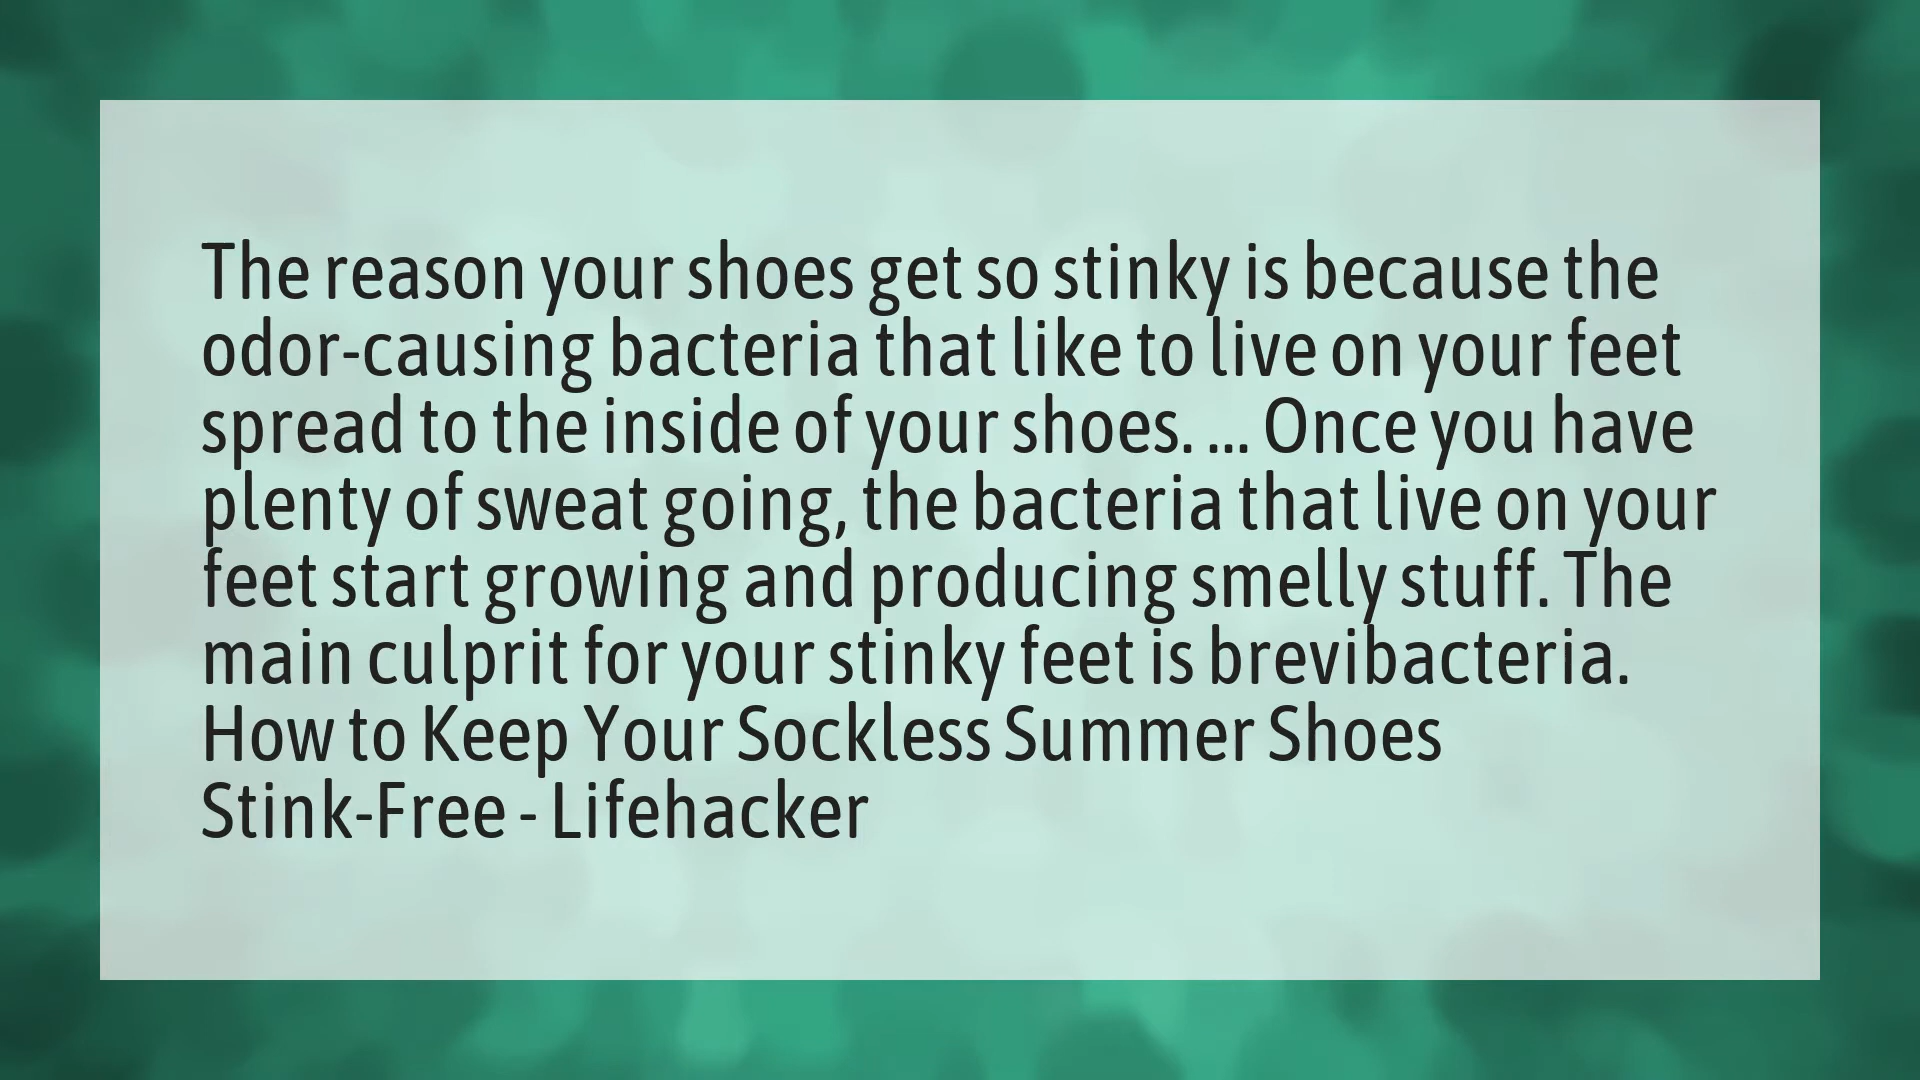 The reason your shoes get so stinky is because the
odor-causing bacteria that like to live on your feet
spread to the inside of your shoes. ... Once you have
plenty of sweat going, the bacteria that live on your
feet start growing and producing smelly stuff. The
main culprit for your stinky feet is brevibacteria.
How to Keep Your Sockless Summer Shoes
Stink-Free - Lifehacker